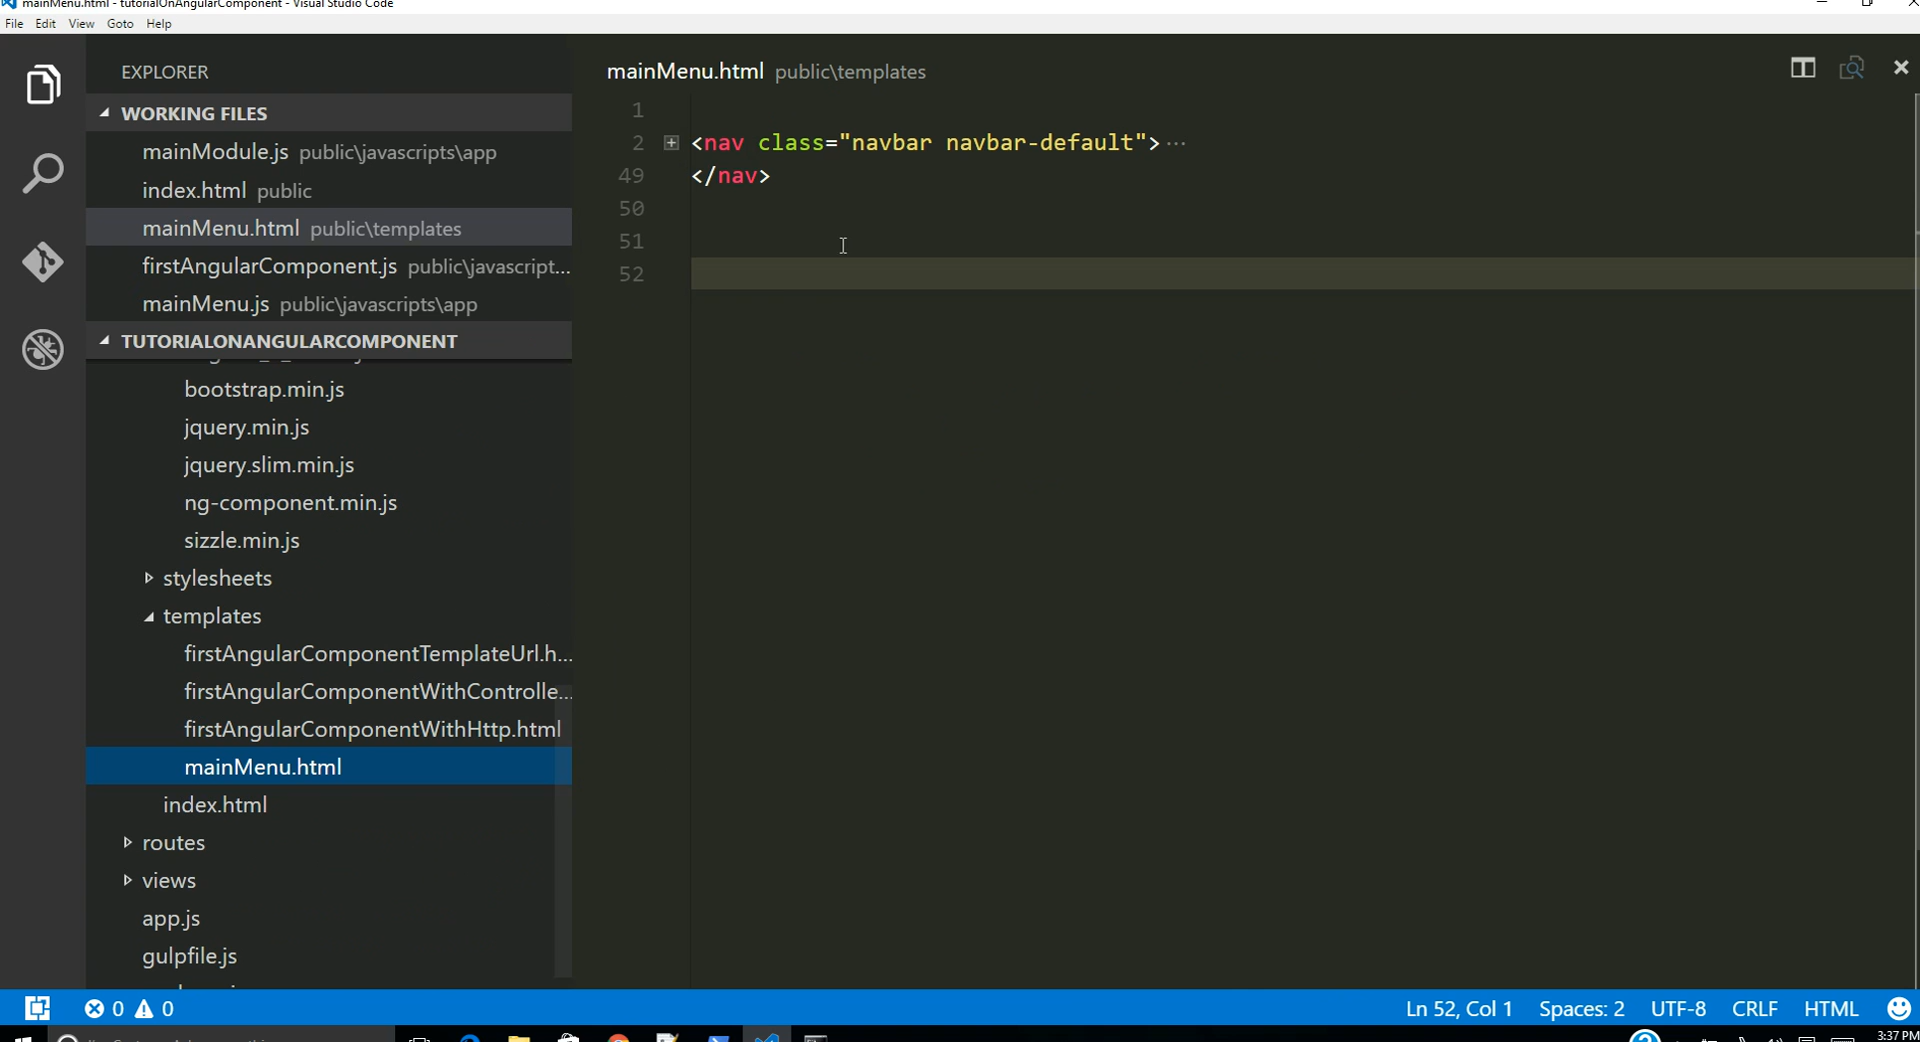 mainMenu.html - tutorialOnAngularComponent - Visual Studio Code
File Edit View Goto Help
EXPLORER
WORKING FILES
mainModule.js public\javascripts\app
index.html public
mainMenu.html public\templates
firstAngularComponent.js public\javascript...
mainMenu.js public\javascripts\app
TUTORIALONANGULARCOMPONENT
bootstrap.min.js
jquery.min.js
jquery.slim.min.js
ng-component.min.js
sizzle.min.js
stylesheets
templates
firstAngularComponentTemplateUrl.h...
firstAngularComponentWithControlle...
firstAngularComponentWithHttp.html
mainMenu.html
index.html
routes
views
app.js
gulpfile.js
mainMenu.html public\templates
1
2 <nav class="navbar navbar-default"> ...
49 </nav>
50
51
52
0 0
Ln 52, Col 1 Spaces: 2 UTF-8 CRLF HTML
3:37 PM